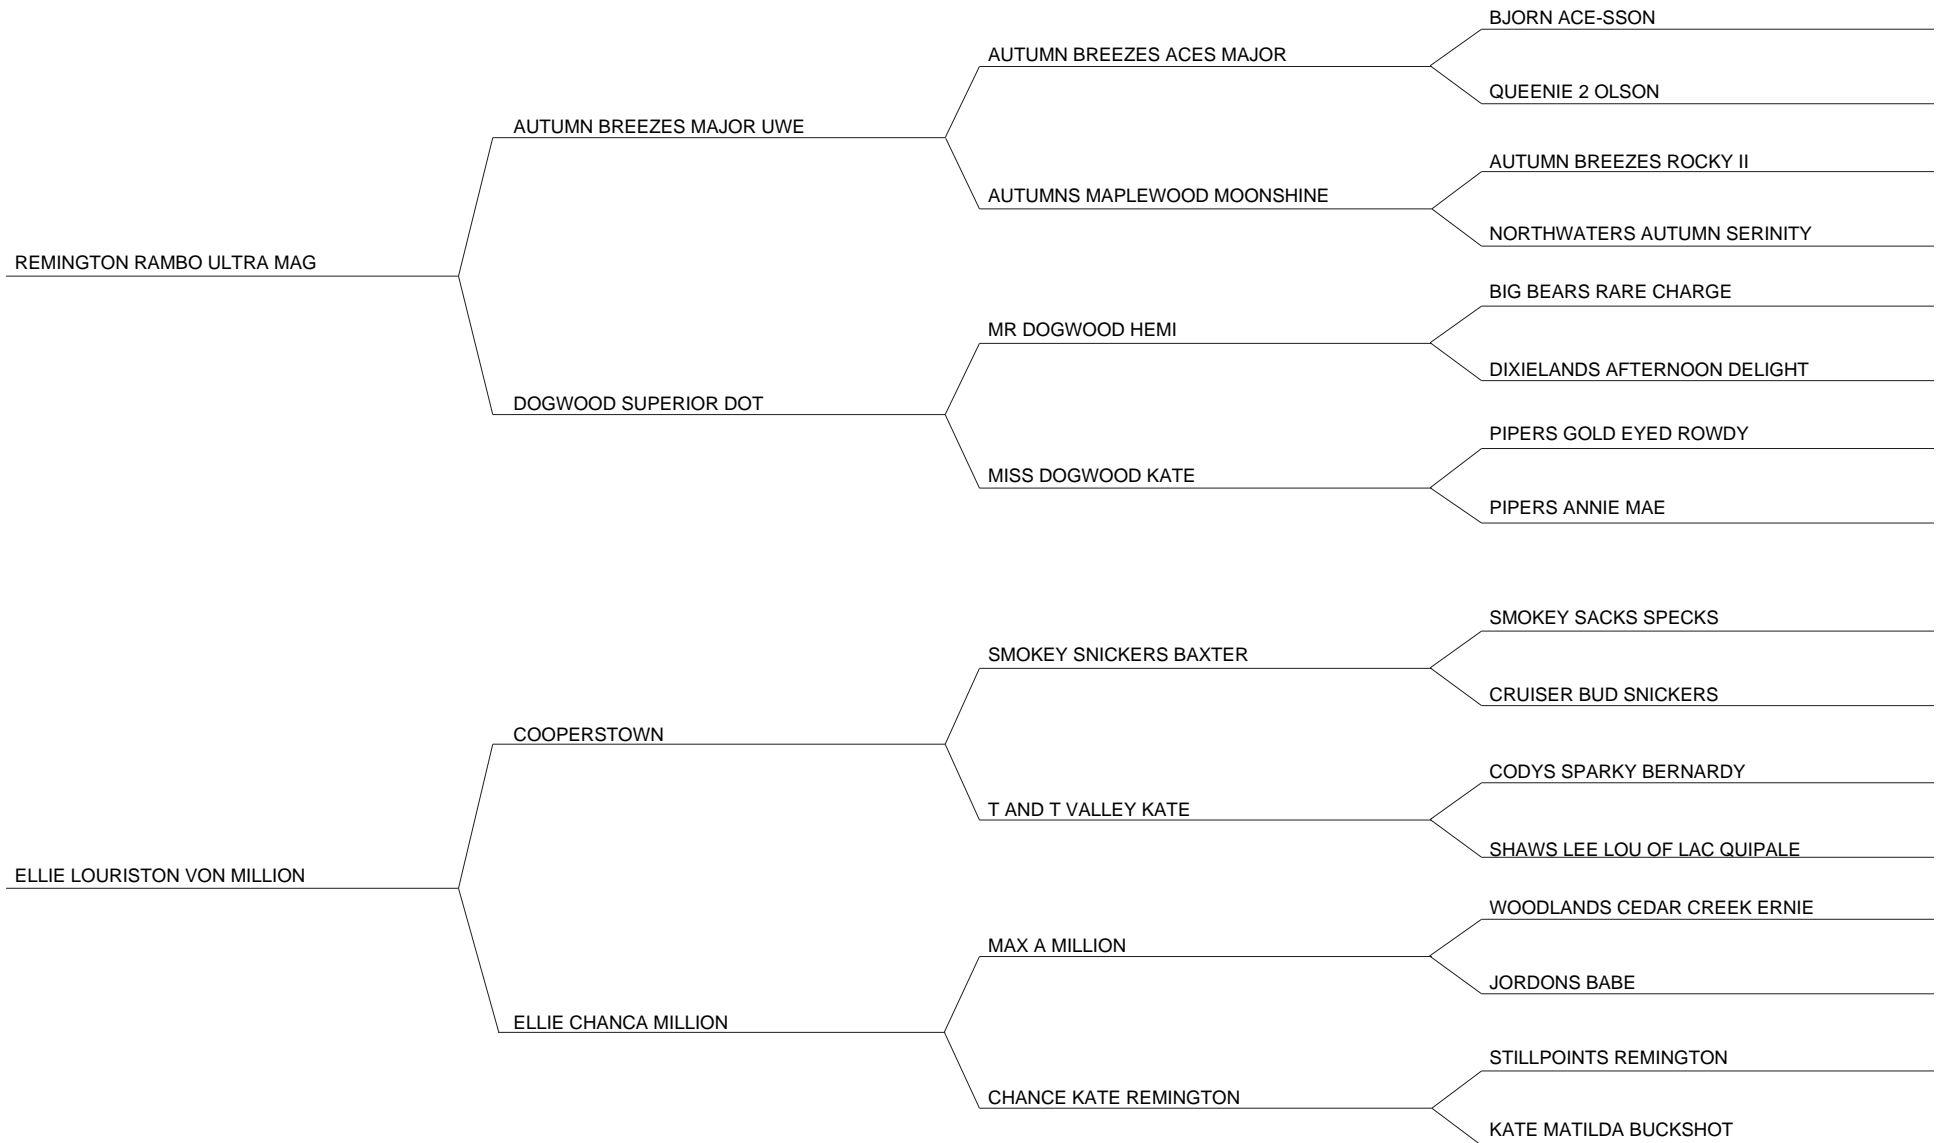 BJORN ACE-SSON
AUTUMN BREEZES ACES MAJOR
QUEENIE 2 OLSON
AUTUMN BREEZES MAJOR UWE
AUTUMN BREEZES ROCKY II
AUTUMNS MAPLEWOOD MOONSHINE
NORTHWATERS AUTUMN SERINITY
REMINGTON RAMBO ULTRA MAG
BIG BEARS RARE CHARGE
MR DOGWOOD HEMI
DIXIELANDS AFTERNOON DELIGHT
DOGWOOD SUPERIOR DOT
PIPERS GOLD EYED ROWDY
MISS DOGWOOD KATE
PIPERS ANNIE MAE
SMOKEY SACKS SPECKS
SMOKEY SNICKERS BAXTER
CRUISER BUD SNICKERS
COOPERSTOWN
CODYS SPARKY BERNARDY
T AND T VALLEY KATE
SHAWS LEE LOU OF LAC QUIPALE
ELLIE LOURISTON VON MILLION
WOODLANDS CEDAR CREEK ERNIE
MAX A MILLION
JORDONS BABE
ELLIE CHANCA MILLION
STILLPOINTS REMINGTON
CHANCE KATE REMINGTON
KATE MATILDA BUCKSHOT